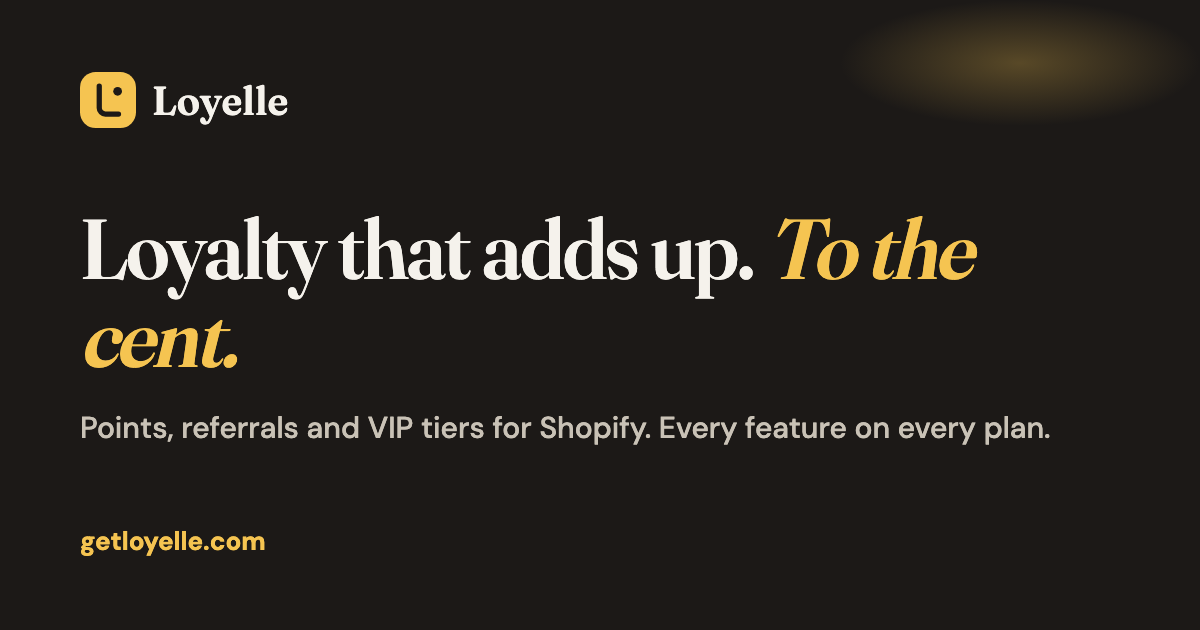 Loyelle
Loyalty that adds up. To the
cent.
Points, referrals and VIP tiers for Shopify. Every feature on every plan.
getloyelle.com